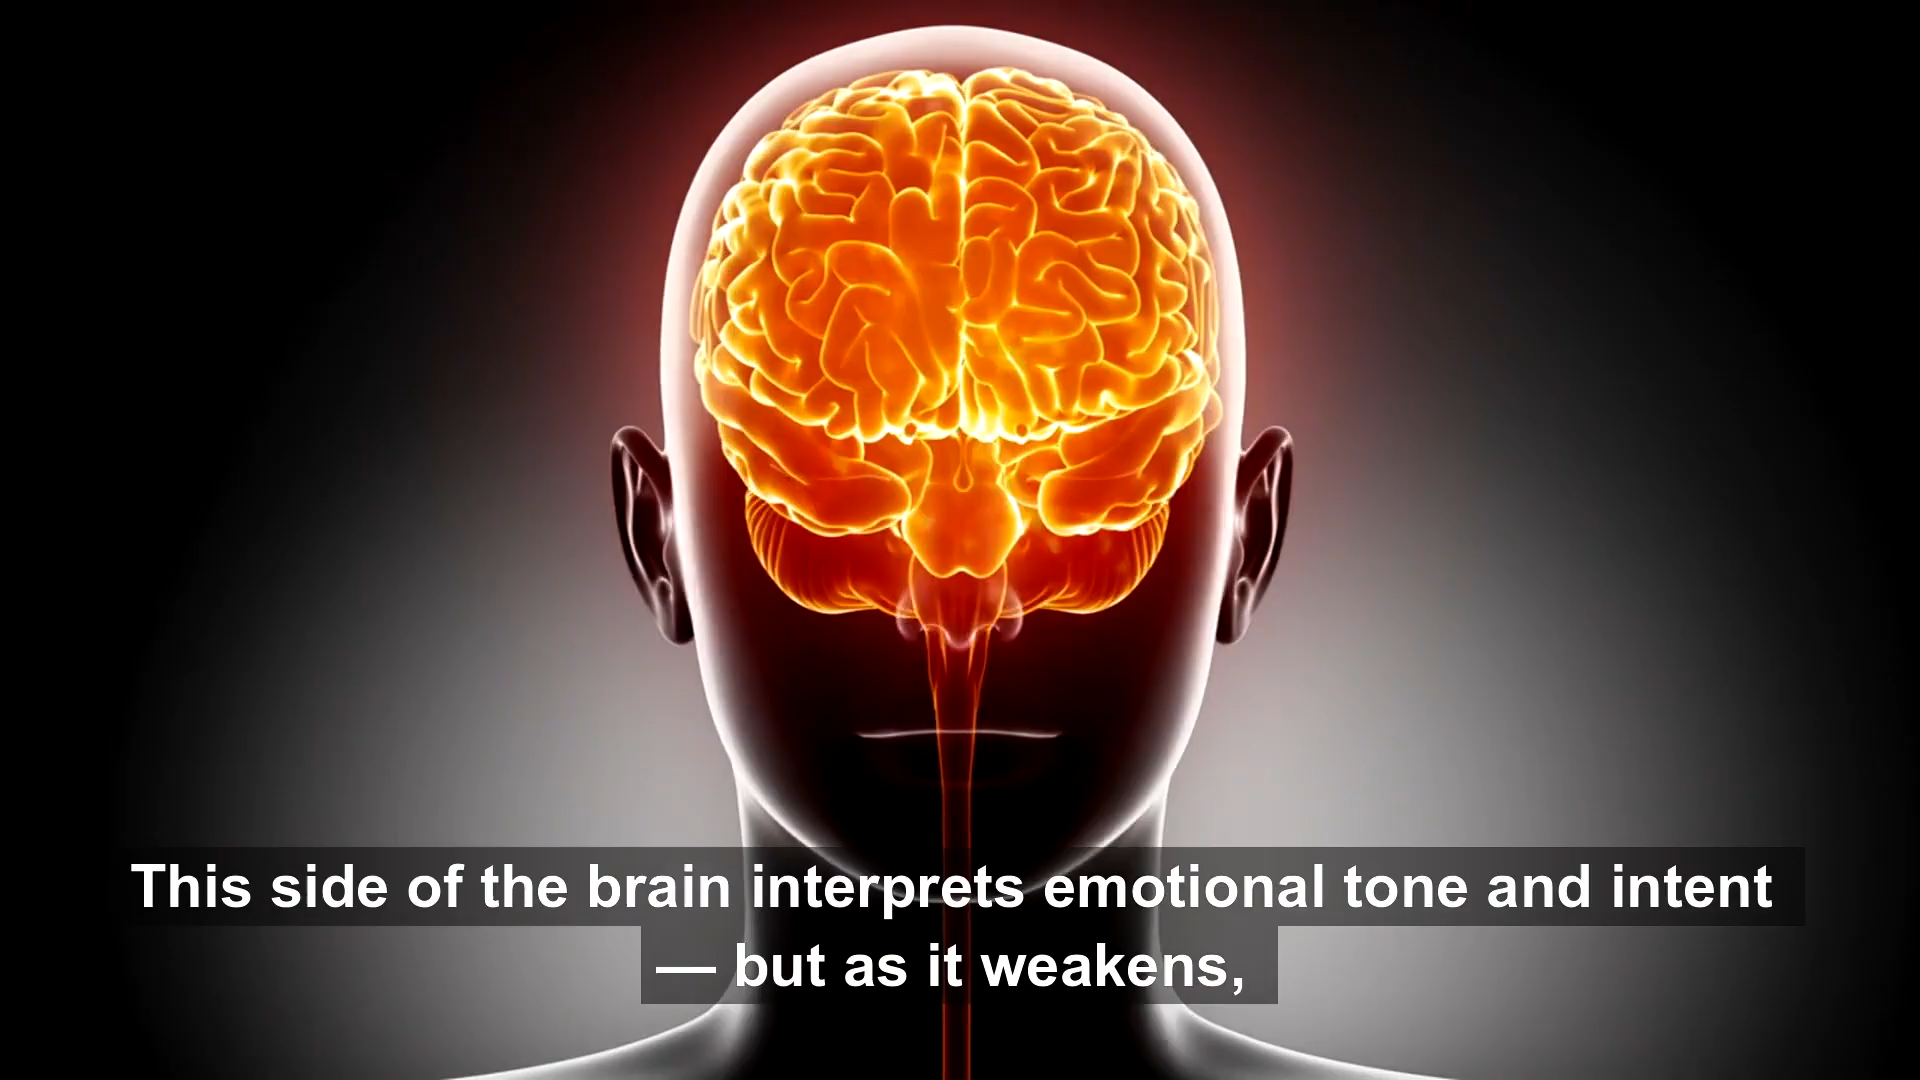 This side of the brain interprets emotional tone and intent
— but as it weakens,